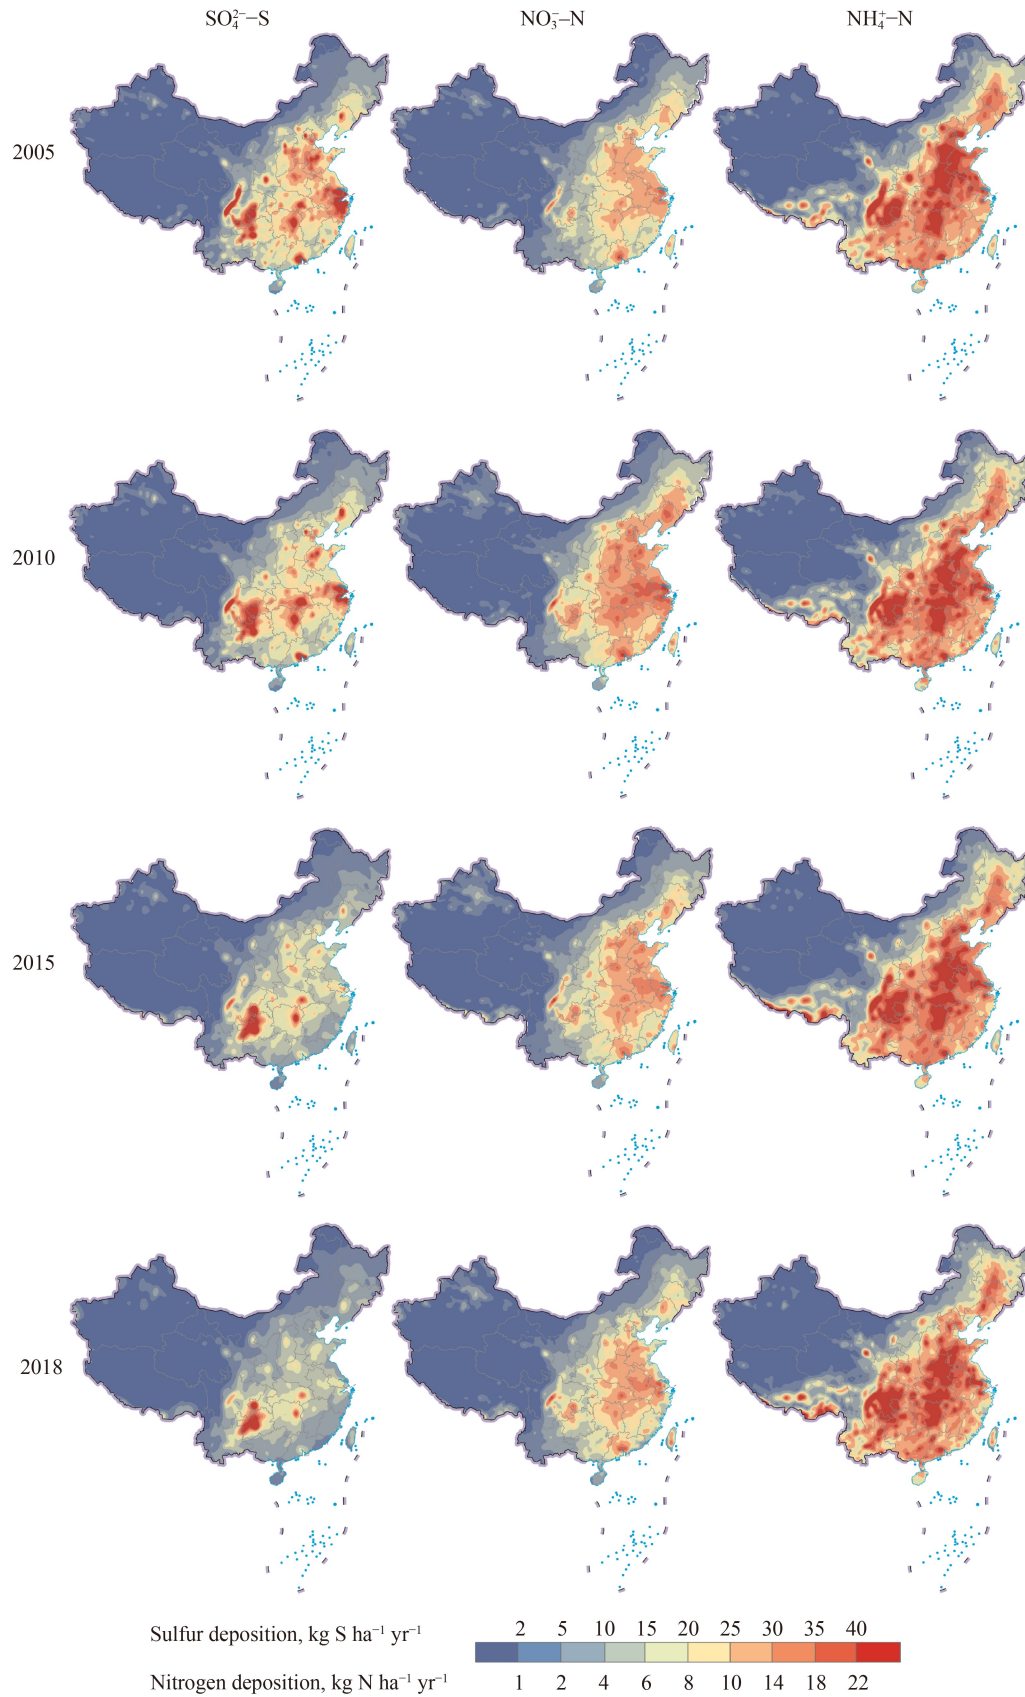 SO₄²⁻–S NO₃⁻–N NH₄⁺–N
2005
2010
2015
2018
Sulfur deposition, kg S ha⁻¹ yr⁻¹ 2 5 10 15 20 25 30 35 40
Nitrogen deposition, kg N ha⁻¹ yr⁻¹ 1 2 4 6 8 10 14 18 22